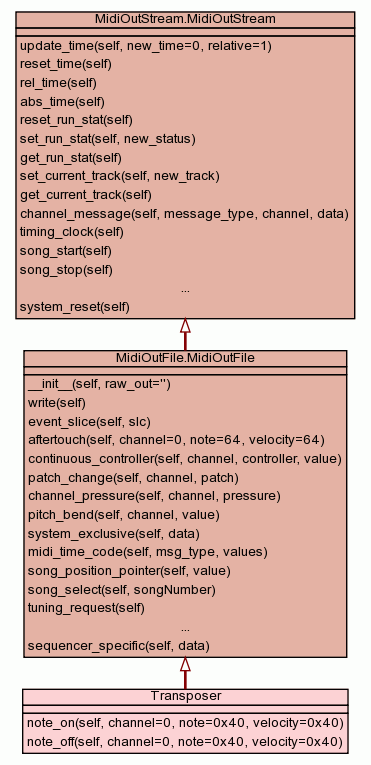 MidiOutStream.MidiOutStream
update_time(self, new_time=0, relative=1)
reset_time(self)
rel_time(self)
abs_time(self)
reset_run_stat(self)
set_run_stat(self, new_status)
get_run_stat(self)
set_current_track(self, new_track)
get_current_track(self)
channel_message(self, message_type, channel, data)
timing_clock(self)
song_start(self)
song_stop(self)
...
system_reset(self)
MidiOutFile.MidiOutFile
__init__(self, raw_out='')
write(self)
event_slice(self, slc)
aftertouch(self, channel=0, note=64, velocity=64)
continuous_controller(self, channel, controller, value)
patch_change(self, channel, patch)
channel_pressure(self, channel, pressure)
pitch_bend(self, channel, value)
system_exclusive(self, data)
midi_time_code(self, msg_type, values)
song_position_pointer(self, value)
song_select(self, songNumber)
tuning_request(self)
...
sequencer_specific(self, data)
Transposer
note_on(self, channel=0, note=0x40, velocity=0x40)
note_off(self, channel=0, note=0x40, velocity=0x40)